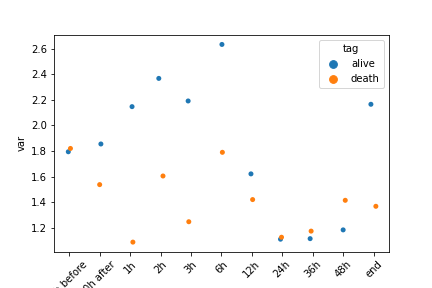 tag
alive
death
var
2.6
2.4
2.2
2.0
1.8
1.6
1.4
1.2
before
0h after
1h
2h
3h
6h
12h
24h
36h
48h
end